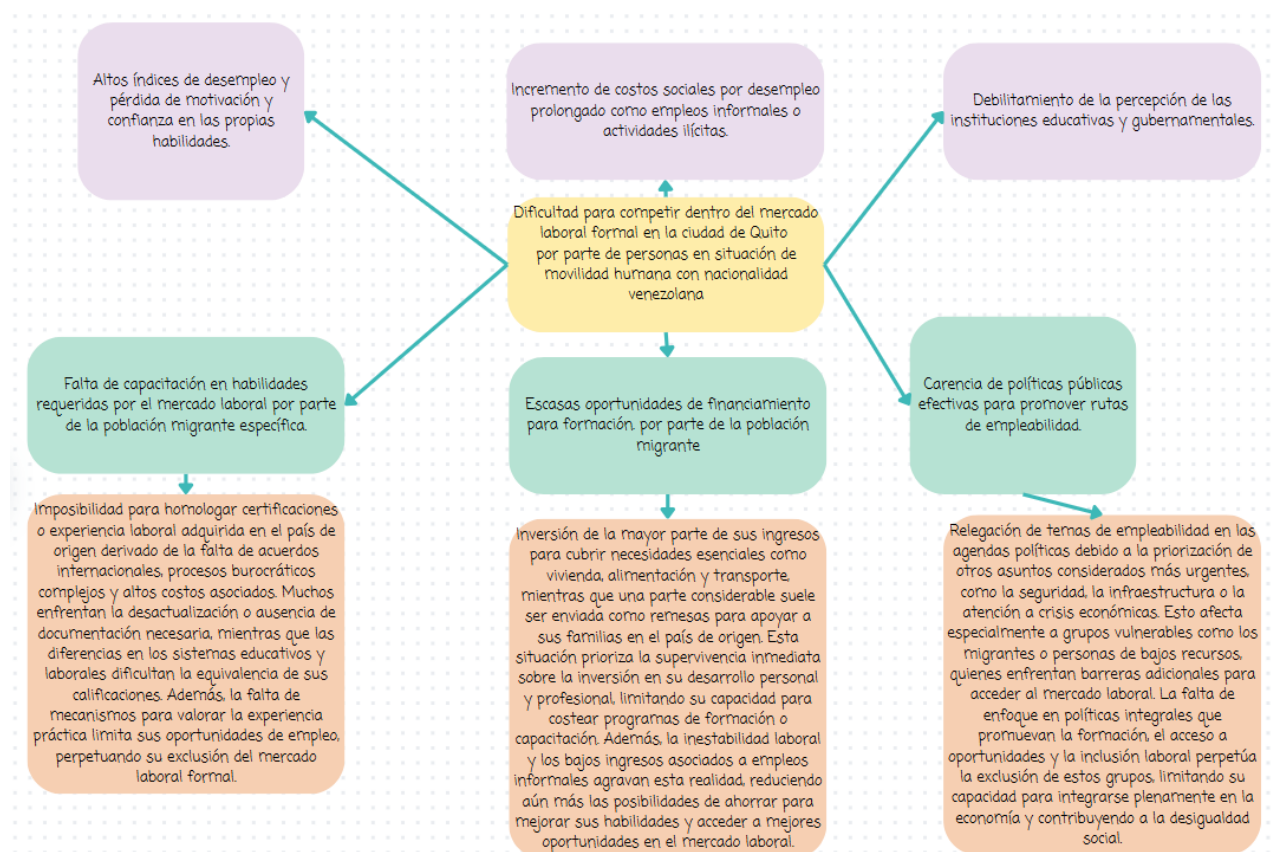 Altos índices de desempleo y
pérdida de motivación y
confianza en las propias
habilidades.
Incremento de costos sociales por desempleo
prolongado como empleos informales o
actividades ilícitas.
Debilitamiento de la percepción de las
instituciones educativas y gubernamentales.
Dificultad para competir dentro del mercado
laboral formal en la ciudad de Quito
por parte de personas en situación de
movilidad humana con nacionalidad
venezolana
Falta de capacitación en habilidades
requeridas por el mercado laboral por parte
de la población migrante específica.
Escasas oportunidades de financiamiento
para formación. por parte de la población
migrante
Carencia de políticas públicas
efectivas para promover rutas
de empleabilidad.
Imposibilidad para homologar certificaciones
o experiencia laboral adquirida en el país de
origen derivado de la falta de acuerdos
internacionales, procesos burocráticos
complejos y altos costos asociados. Muchos
enfrentan la desactualización o ausencia de
documentación necesaria, mientras que las
diferencias en los sistemas educativos y
laborales dificultan la equivalencia de sus
calificaciones. Además, la falta de
mecanismos para valorar la experiencia
práctica limita sus oportunidades de empleo,
perpetuando su exclusión del mercado
laboral formal.
Inversión de la mayor parte de sus ingresos
para cubrir necesidades esenciales como
vivienda, alimentación y transporte,
mientras que una parte considerable suele
ser enviada como remesas para apoyar a
sus familias en el país de origen. Esta
situación prioriza la supervivencia inmediata
sobre la inversión en su desarrollo personal
y profesional, limitando su capacidad para
costear programas de formación o
capacitación. Además, la inestabilidad laboral
y los bajos ingresos asociados a empleos
informales agravan esta realidad, reduciendo
aún más las posibilidades de ahorrar para
mejorar sus habilidades y acceder a mejores
oportunidades en el mercado laboral.
Relegación de temas de empleabilidad en las
agendas políticas debido a la priorización de
otros asuntos considerados más urgentes,
como la seguridad, la infraestructura o la
atención a crisis económicas. Esto afecta
especialmente a grupos vulnerables como los
migrantes o personas de bajos recursos,
quienes enfrentan barreras adicionales para
acceder al mercado laboral. La falta de
enfoque en políticas integrales que
promuevan la formación, el acceso a
oportunidades y la inclusión laboral perpetúa
la exclusión de estos grupos, limitando su
capacidad para integrarse plenamente en la
economía y contribuyendo a la desigualdad
social.